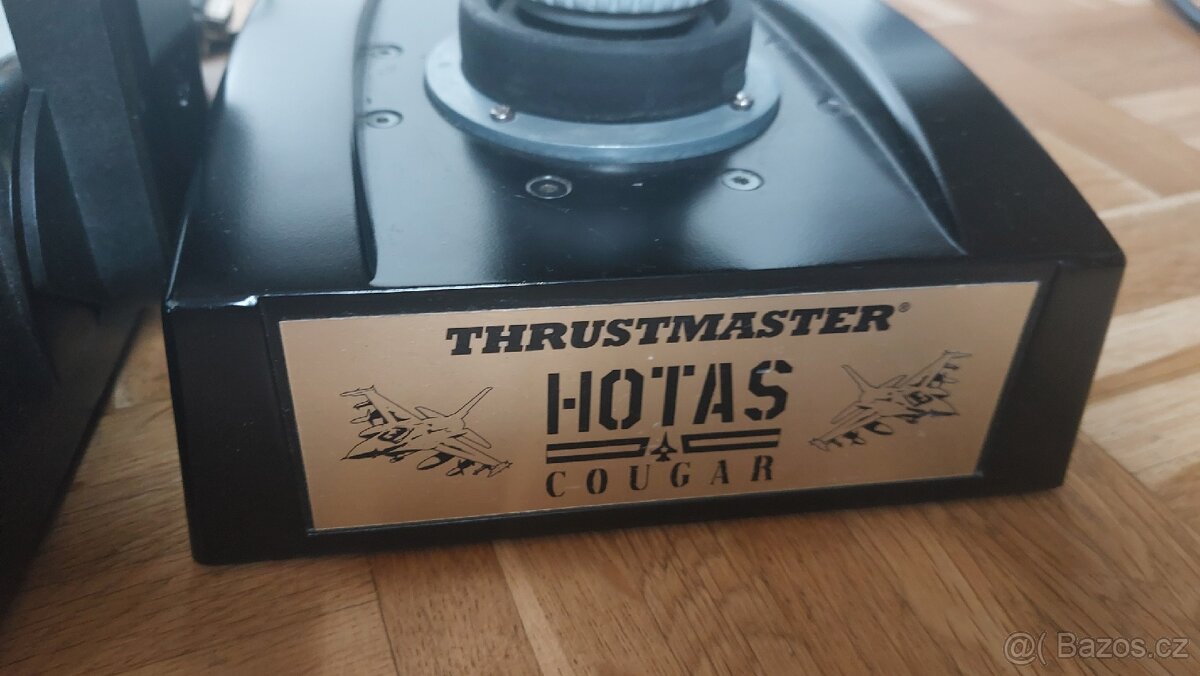 THRUSTMASTER®
HOTAS
COUGAR
@( Bazos.cz